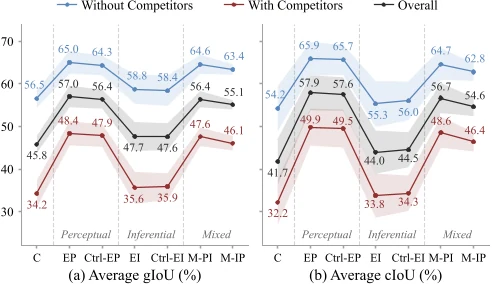 Without Competitors With Competitors Overall
70
60
50
40
30
56.5 65.0 64.3 58.8 58.4 64.6 63.4
45.8 57.0 56.4 47.7 47.6 56.4 55.1
34.2 48.4 47.9 35.6 35.9 47.6 46.1
Perceptual Inferential Mixed
C EP Ctrl-EP EI Ctrl-EI M-PI M-IP
(a) Average gIoU (%)
54.2 65.9 65.7 55.3 56.0 64.7 62.8
41.7 57.9 57.6 44.0 44.5 56.7 54.6
32.2 49.9 49.5 33.8 34.3 48.6 46.4
Perceptual Inferential Mixed
C EP Ctrl-EP EI Ctrl-EI M-PI M-IP
(b) Average cIoU (%)